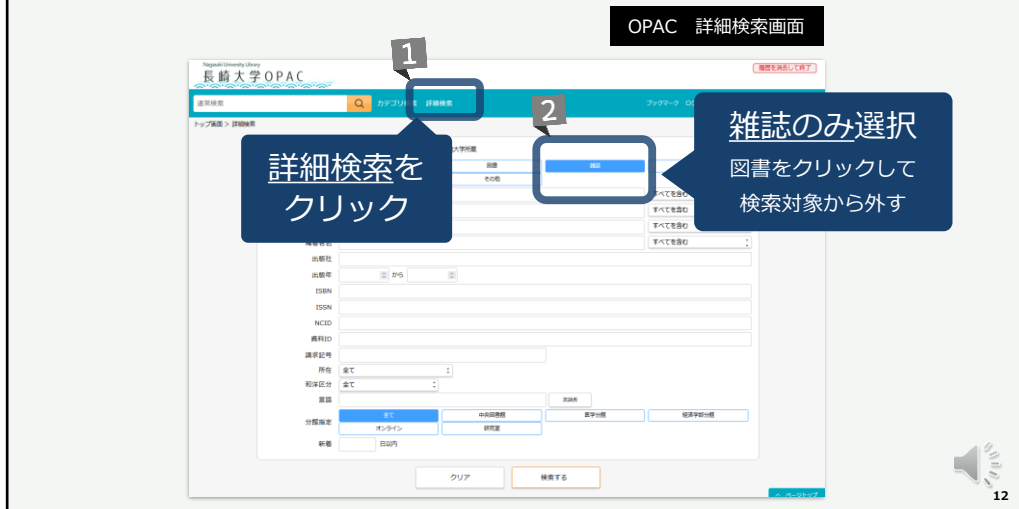 OPAC 詳細検索画面
1
Nagasaki University Library
長崎大学OPAC
履歴を消去して終了
通常検索
カテゴリ検索 詳細検索
ブックマーク
トップ画面 > 詳細検索
2
詳細検索を
クリック
雑誌のみ選択
図書をクリックして
検索対象から外す
大学所蔵
図書
雑誌
その他
すべてを含む
すべてを含む
すべてを含む
すべてを含む
出版社
出版年
から
ISBN
ISSN
NCID
資料ID
請求記号
所在 全て
和洋区分 全て
言語
言語表
分館指定
全て
中央図書館
医学分館
経済学部分館
オンライン
研究室
新着
日以内
クリア
検索する
ページトップ
12